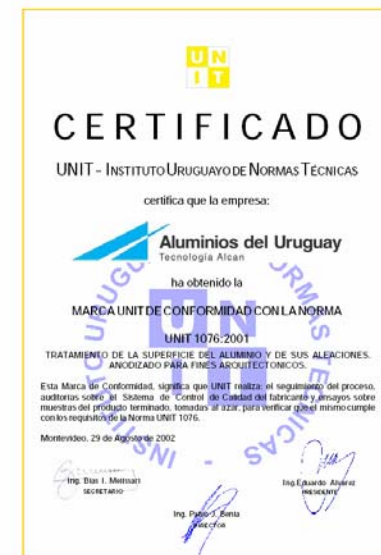 UN
IT
CERTIFICADO
UNIT - INSTITUTO URUGUAYO DE NORMAS TÉCNICAS
certifica que la empresa:
Aluminios del Uruguay
Tecnología Alcan
ha obtenido la
MARCA UNIT DE CONFORMIDAD CON LA NORMA
UNIT 1076:2001
TRATAMIENTO DE LA SUPERFICIE DEL ALUMINIO Y DE SUS ALEACIONES.
ANODIZADO PARA FINES ARQUITECTONICOS.
Esta Marca de Conformidad, significa que UNIT realiza: el seguimiento del proceso,
auditorias sobre el Sistema de Control de Calidad del fabricante y ensayos sobre
muestras del producto terminado, tomadas al azar, para verificar que el mismo cumple
con los requisitos de la Norma UNIT 1076.
Montevideo, 29 de Agosto de 2002
Ing. Blas I.
SECRETARIO
Ing. Eduardo Alvarez
PRESIDENTE
Ing. Pablo J. Benia
DIRECTOR